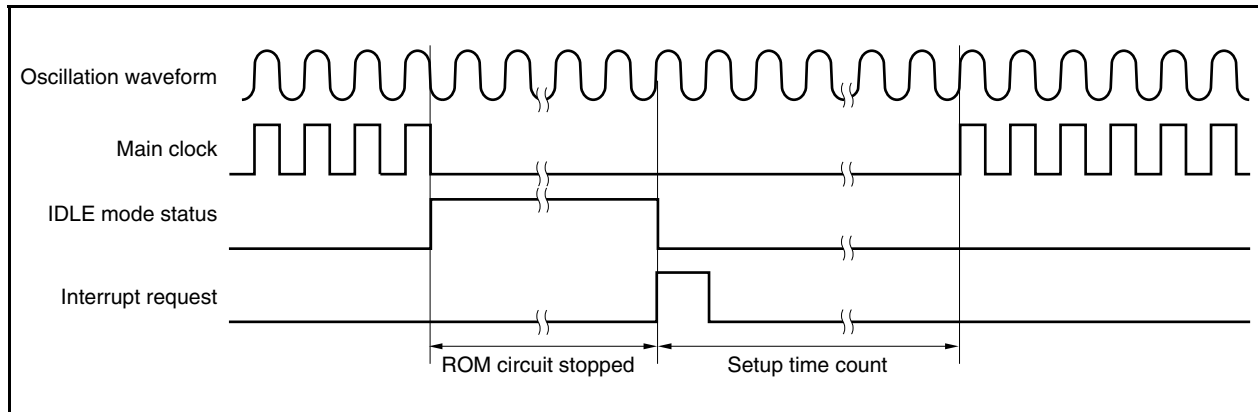 Oscillation waveform
Main clock
IDLE mode status
Interrupt request
ROM circuit stopped
Setup time count